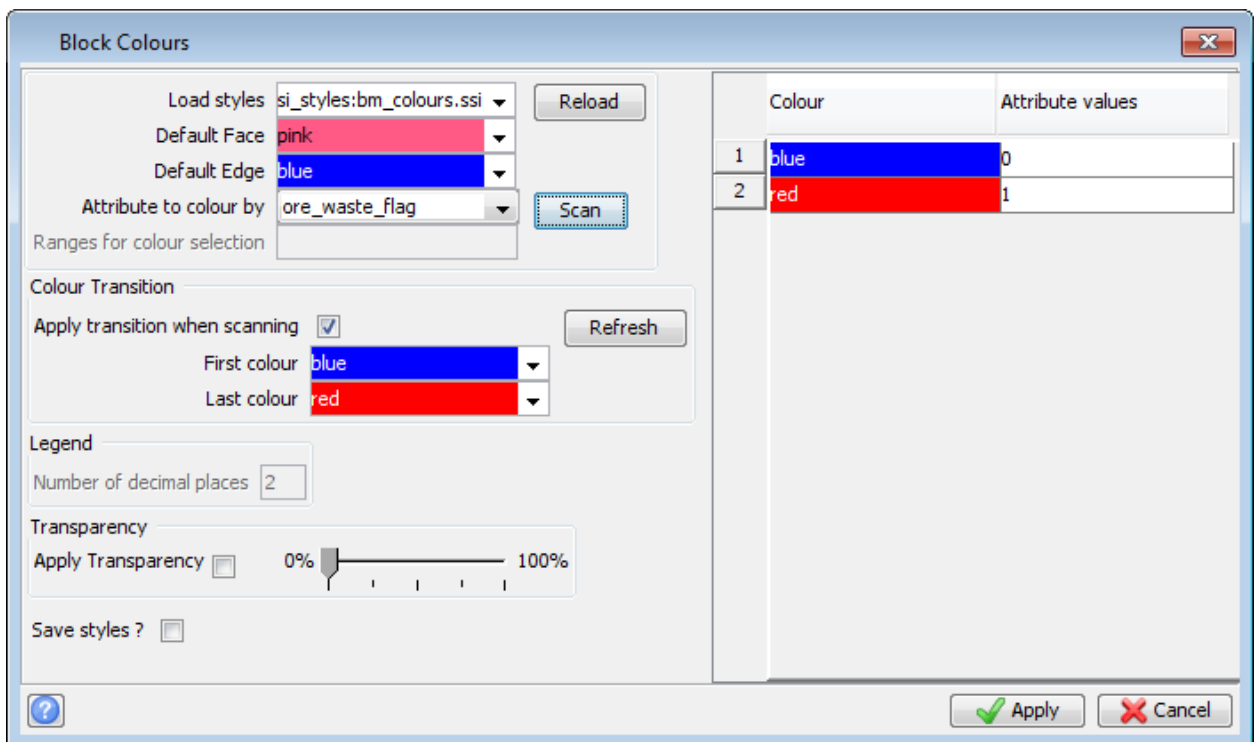 Block Colours
Load styles si_styles:bm_colours.ssi Reload
Default Face pink
Default Edge blue
Attribute to colour by ore_waste_flag Scan
Ranges for colour selection
Colour Transition
Apply transition when scanning Refresh
First colour blue
Last colour red
Legend
Number of decimal places 2
Transparency
Apply Transparency 0% 100%
Save styles ?
Colour Attribute values
1 blue 0
2 red 1
? Apply Cancel